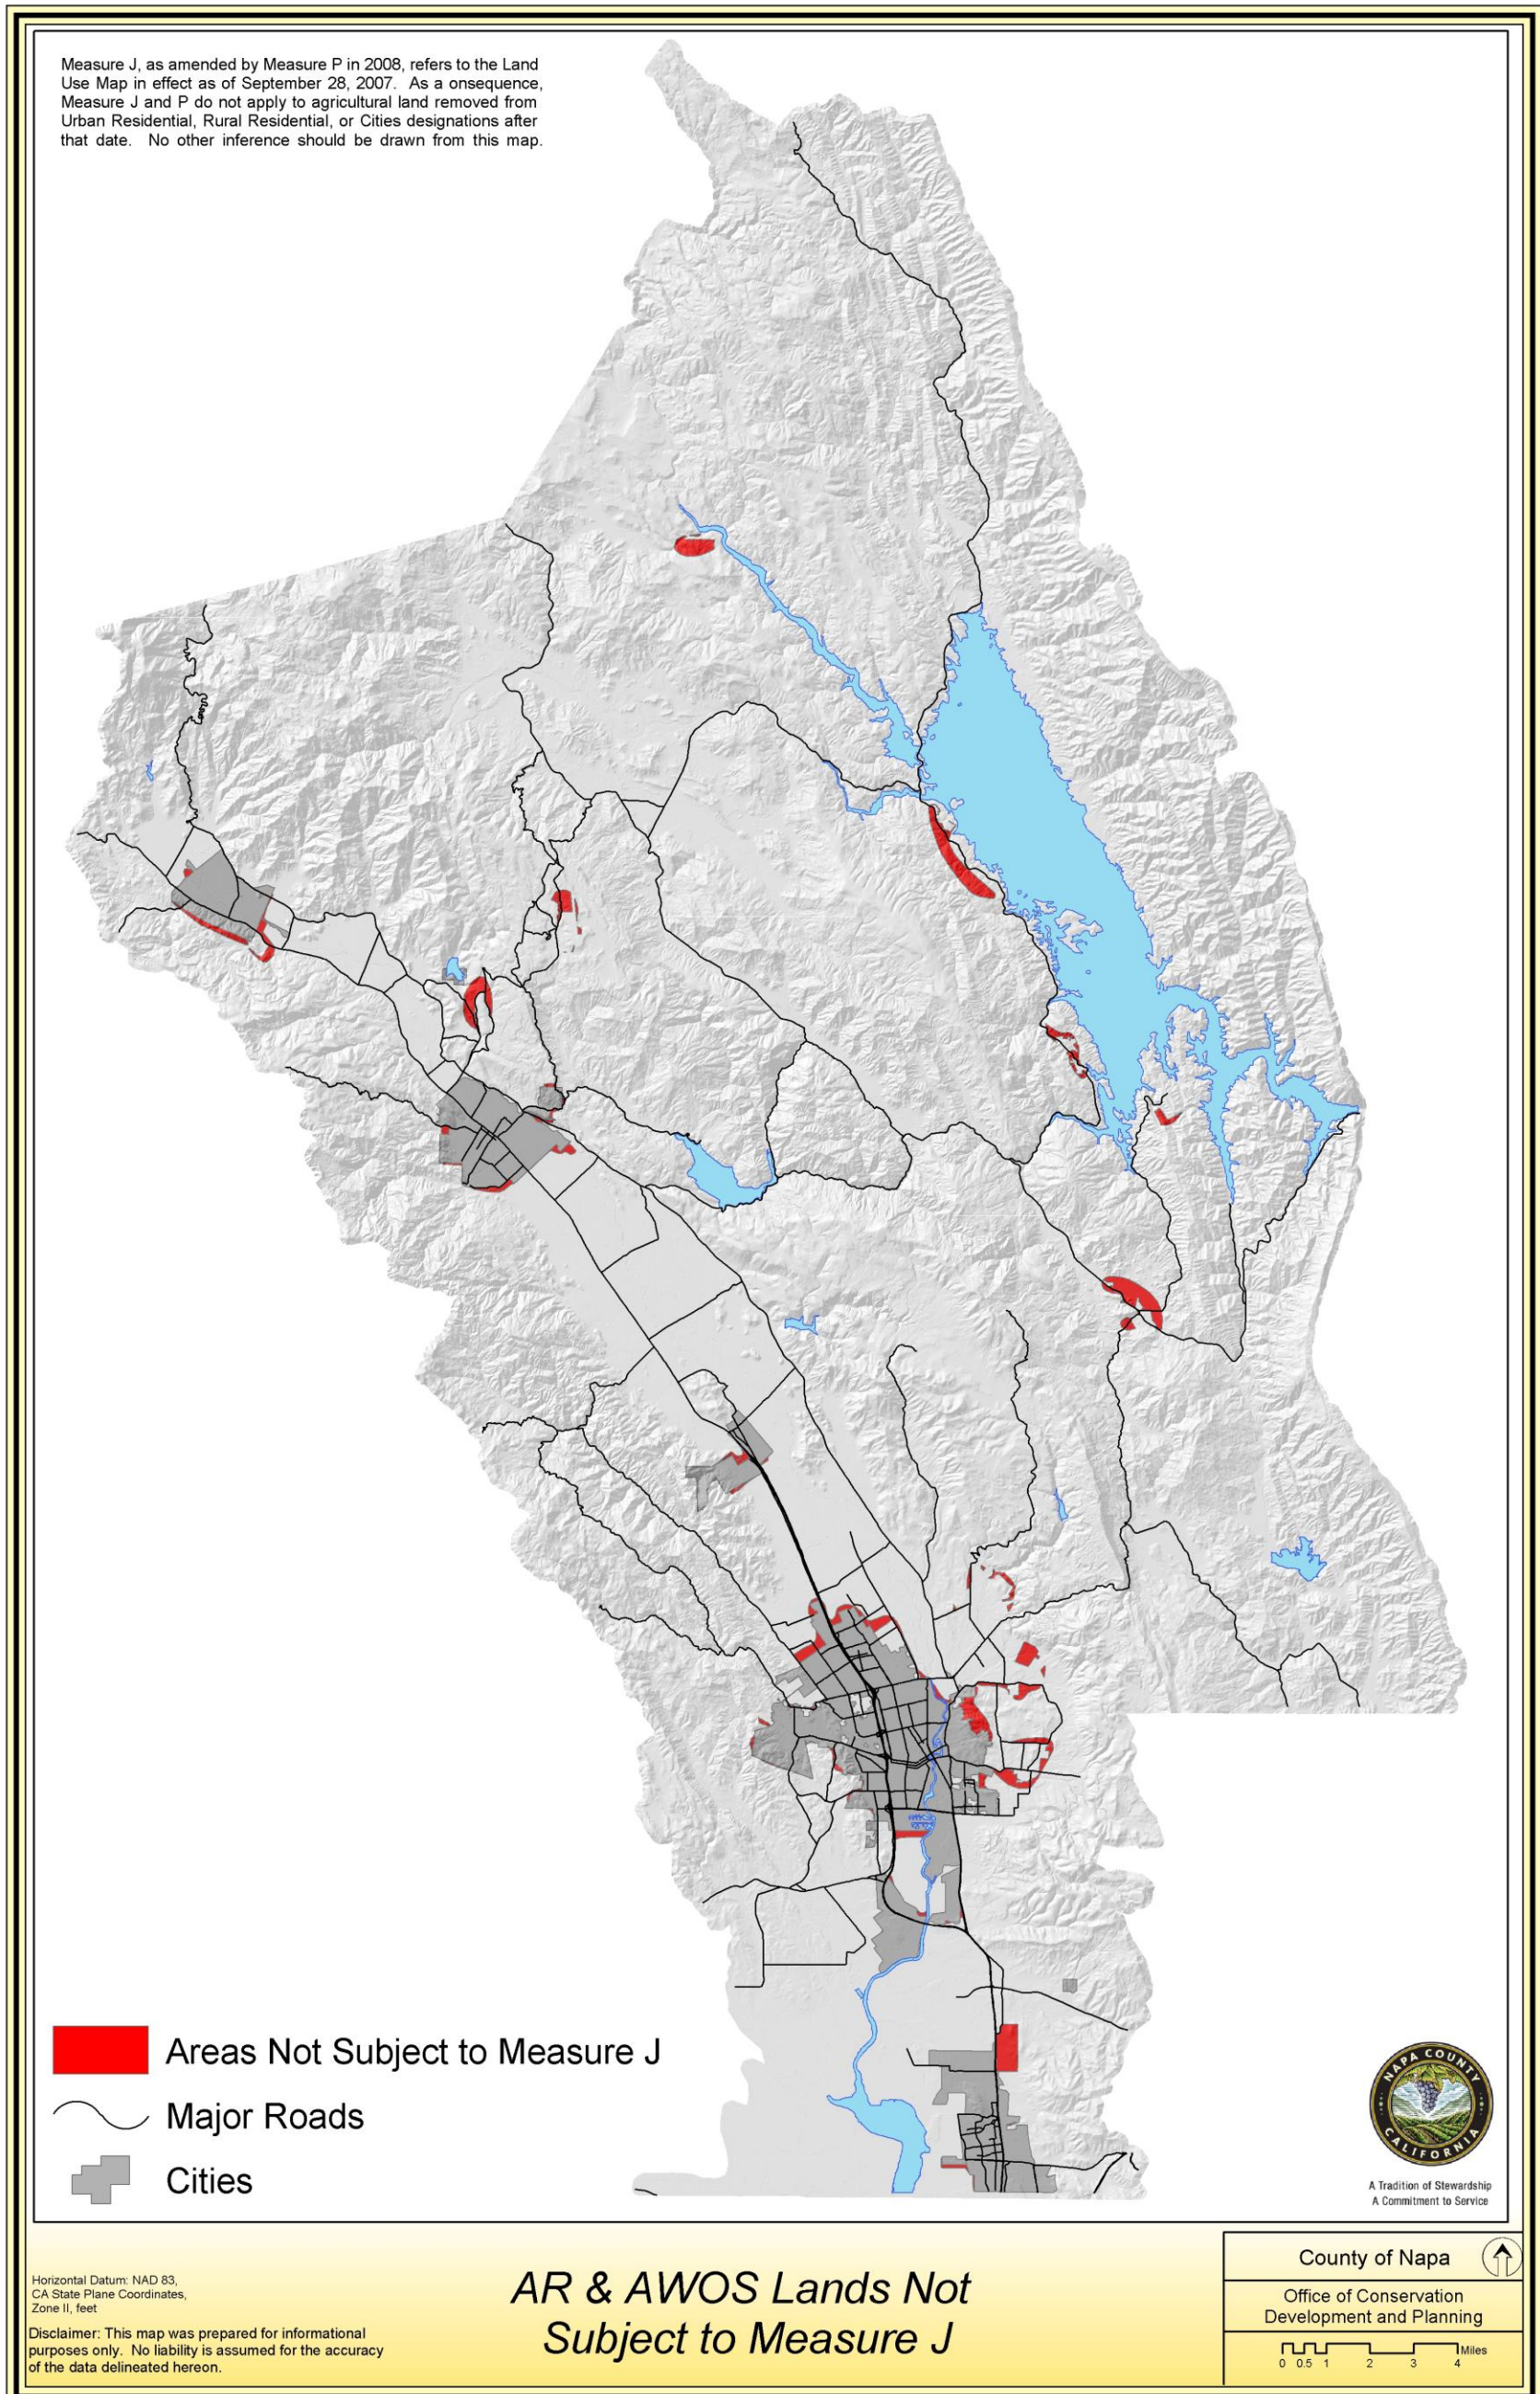 Measure J, as amended by Measure P in 2008, refers to the Land
Use Map in effect as of September 28, 2007.  As a onsequence,
Measure J and P do not apply to agricultural land removed from
Urban Residential, Rural Residential, or Cities designations after
that date.  No other inference should be drawn from this map.
Areas Not Subject to Measure J
Major Roads
Cities
NAPA COUNTY
CALIFORNIA
A Tradition of Stewardship
A Commitment to Service
Horizontal Datum: NAD 83,
CA State Plane Coordinates,
Zone II, feet
Disclaimer: This map was prepared for informational
purposes only.  No liability is assumed for the accuracy
of the data delineated hereon.
AR & AWOS Lands Not
Subject to Measure J
County of Napa
Office of Conservation
Development and Planning
Miles
0 0.5 1 2 3 4